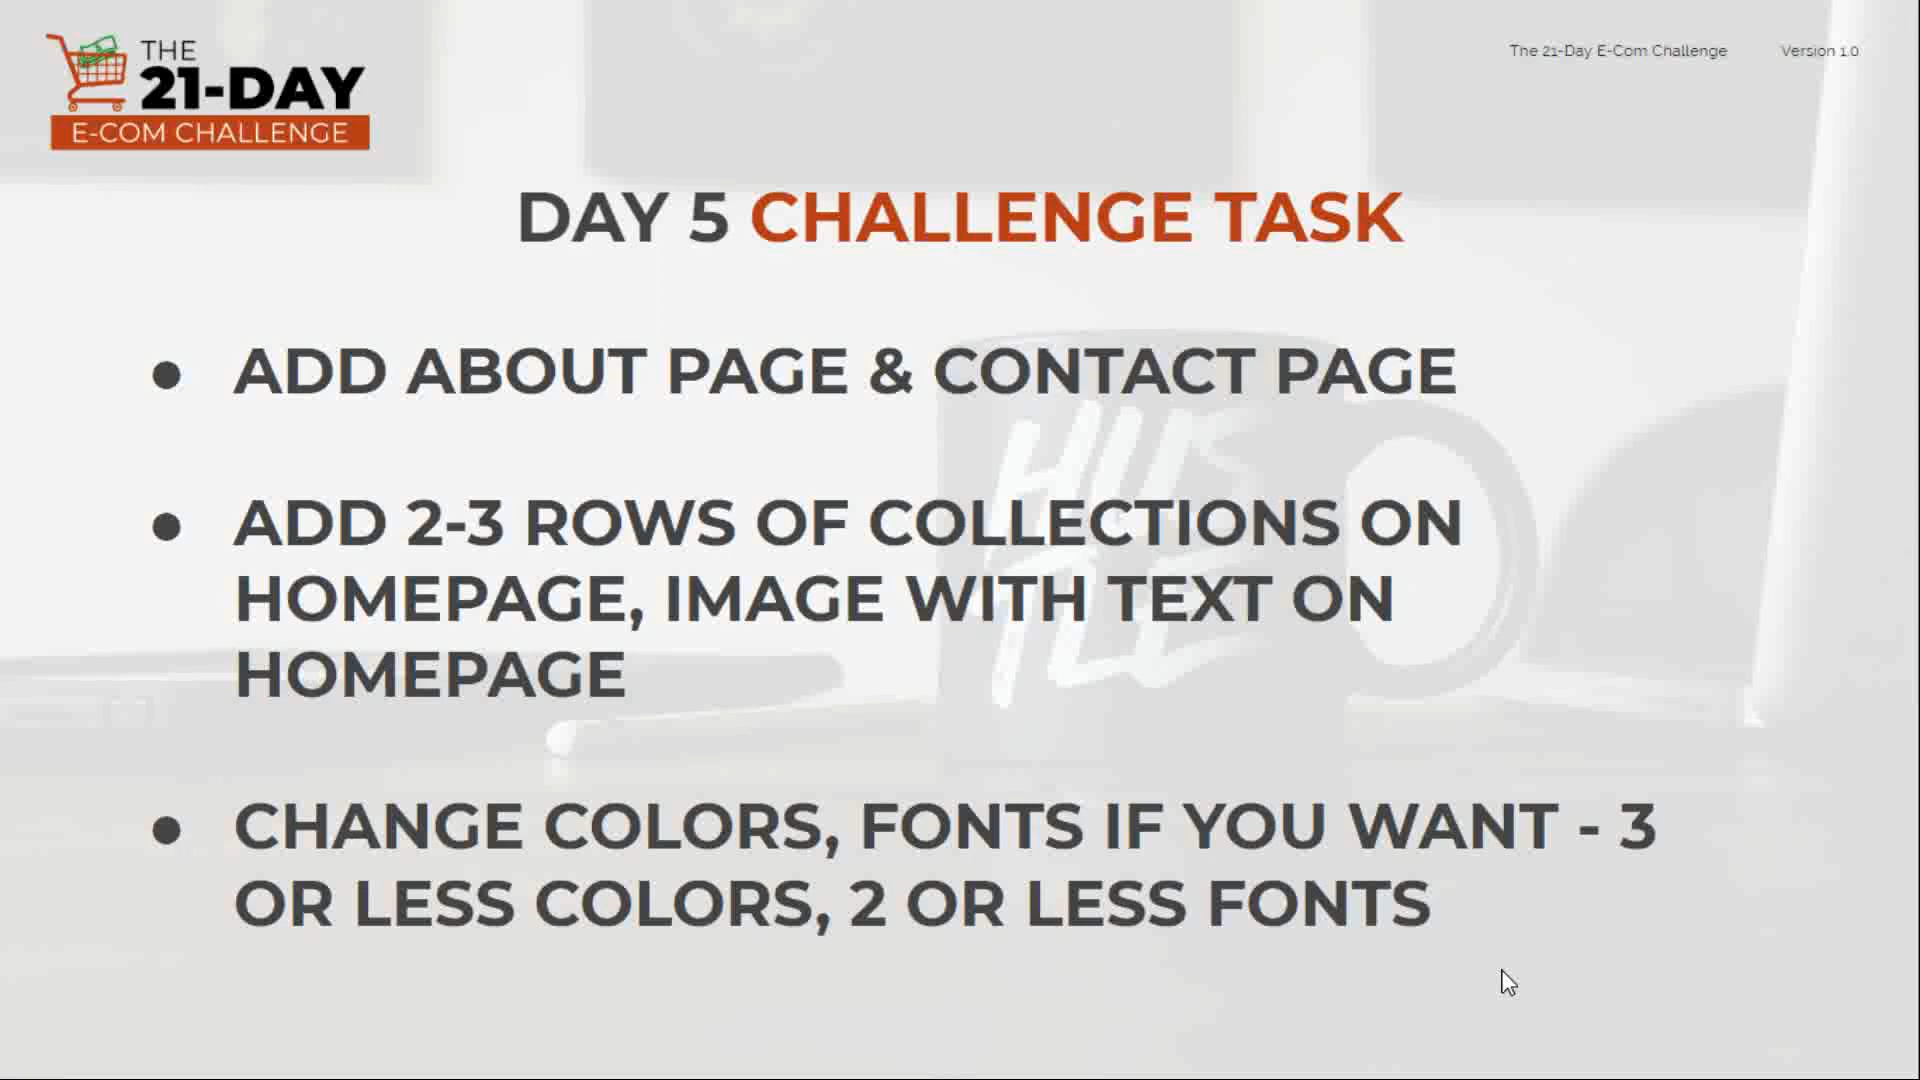 THE
21-DAY
E-COM CHALLENGE
The 21-Day E-Com Challenge Version 1.0
DAY 5 CHALLENGE TASK
● ADD ABOUT PAGE & CONTACT PAGE
● ADD 2-3 ROWS OF COLLECTIONS ON
HOMEPAGE, IMAGE WITH TEXT ON
HOMEPAGE
● CHANGE COLORS, FONTS IF YOU WANT - 3
OR LESS COLORS, 2 OR LESS FONTS
HUS
TLE